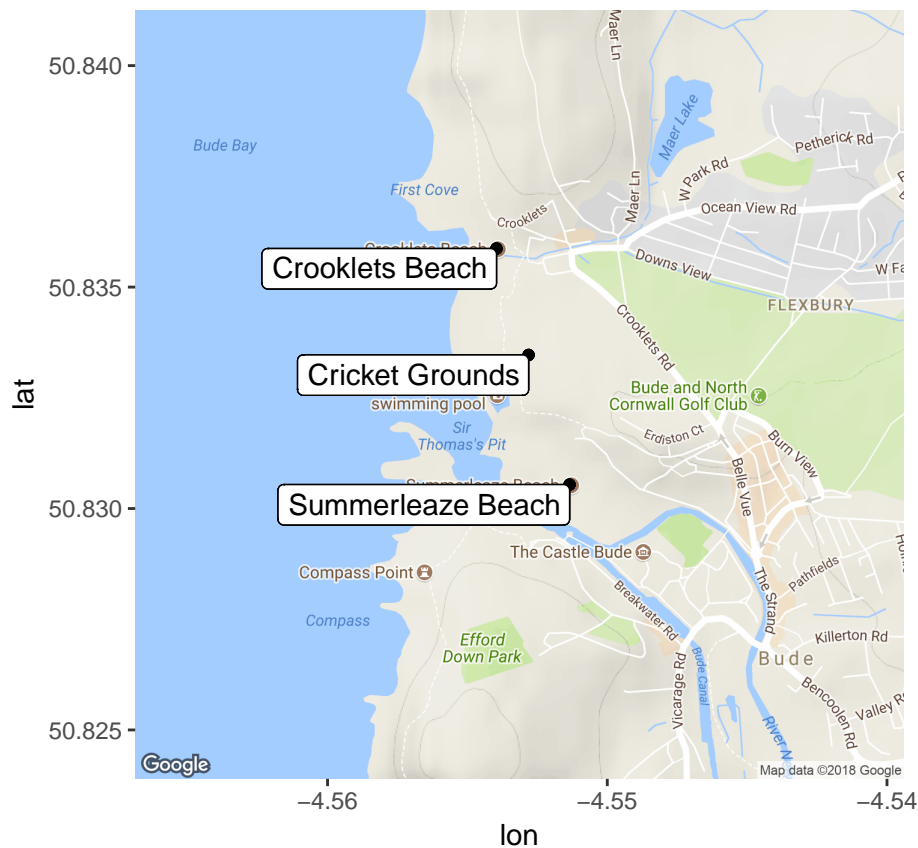 50.840
50.835
50.830
50.825
lat
−4.56
−4.55
−4.54
lon
Bude Bay
First Cove
Maer Ln
Maer Ln
Maer Lake
W Park Rd
Petherick Rd
Ocean View Rd
Crooklets
Crooklets Beach
Downs View
W Fa
FLEXBURY
Crooklets Rd
Cricket Grounds
swimming pool
Sir
Thomas's Pit
Bude and North
Cornwall Golf Club
Erdiston Ct
Burn View
Belle Vue
Summerleaze Beach
The Castle Bude
Compass Point
Compass
Pathfields
The Strand
Breakwater Rd
Efford
Down Park
Killerton Rd
Bude
Vicarage Rd
Bude Canal
Bencoolen Rd
Valley Rd
River N
Google
Map data ©2018 Google